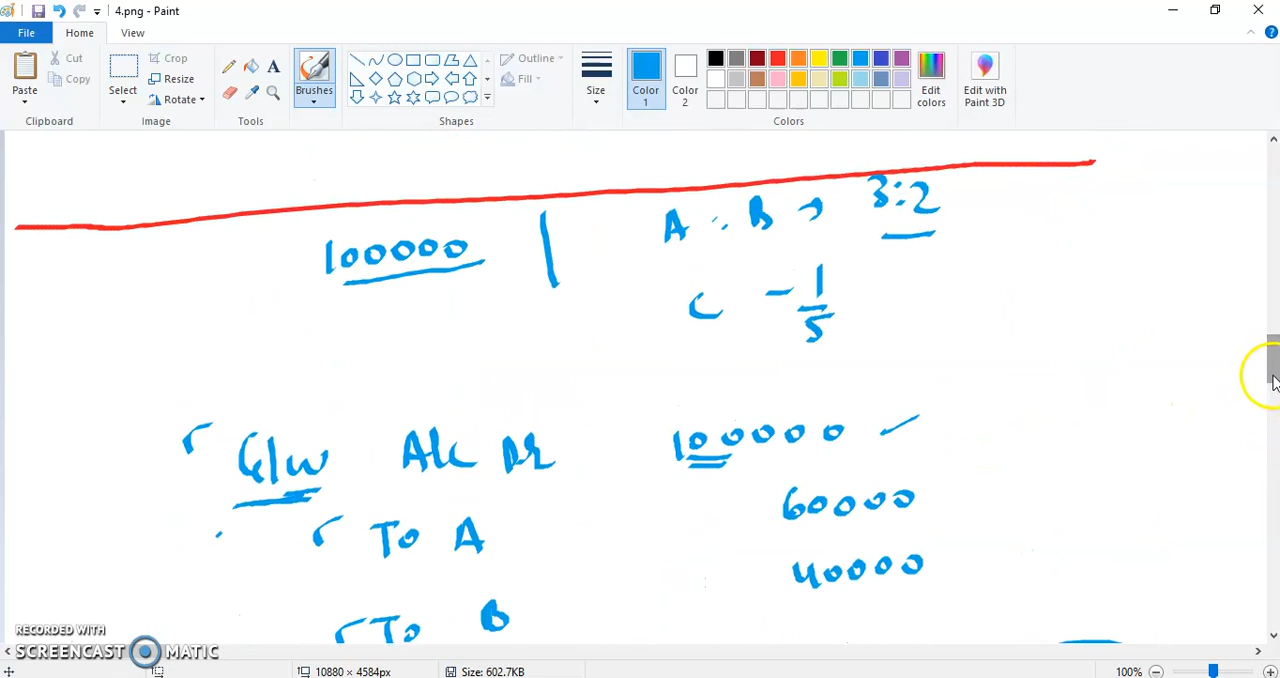 4.png - Paint
File Home View
Paste Cut Copy Clipboard
Select Crop Resize Rotate Image
Tools
Brushes
Outline Fill Shapes
Size
Color 1 Color 2 Edit colors Colors
Edit with Paint 3D
100000 A : B → 3:2
C - 1/5
G/W A/c Dr 100000 ✓
To A 60000
To B 40000
RECORDED WITH
SCREENCAST MATIC
10880 × 4584px Size: 602.7KB 100%